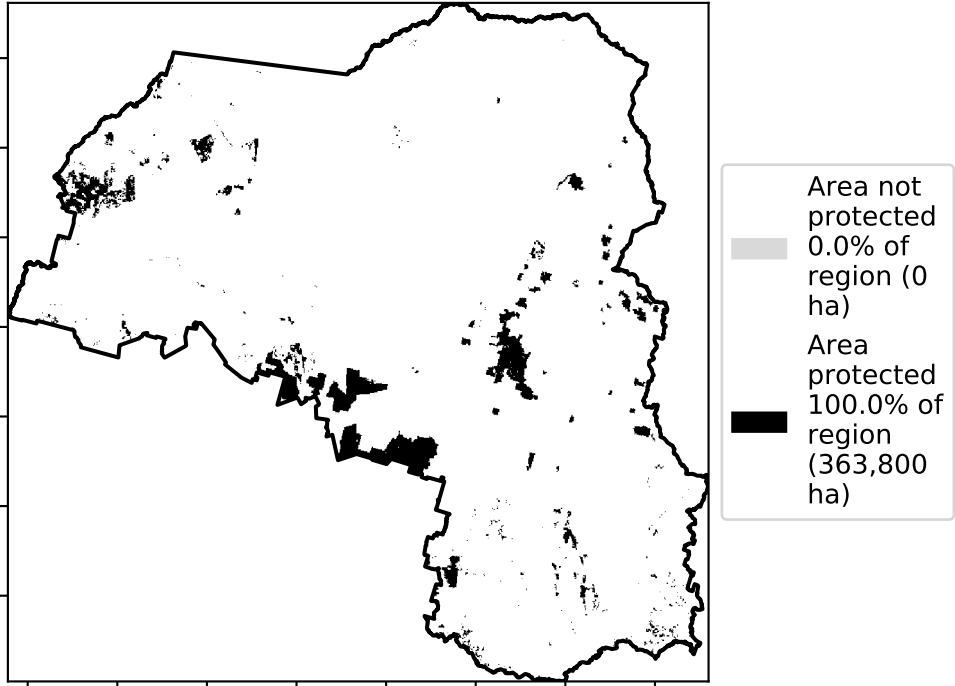 Area not
protected
0.0% of
region (0
ha)
Area
protected
100.0% of
region
(363,800
ha)